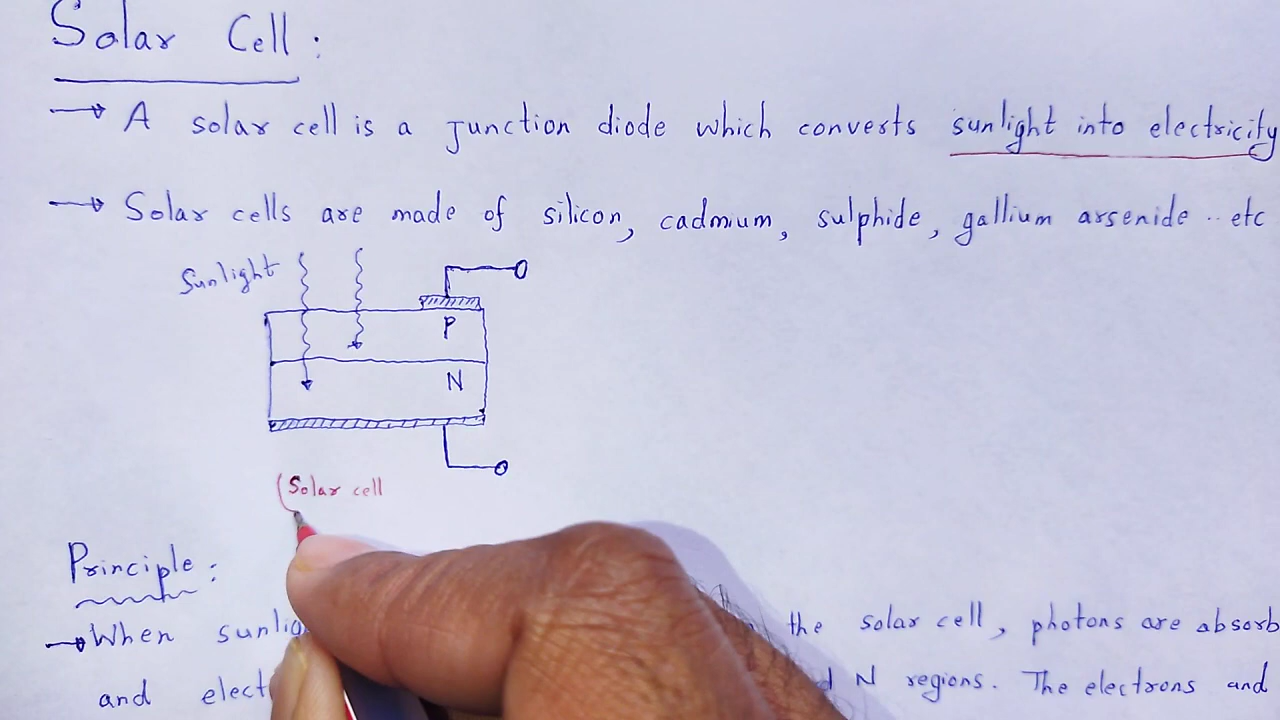 Solar Cell :
→ A solar cell is a junction diode which converts sunlight into electricity
→ Solar cells are made of silicon, cadmium, sulphide, gallium arsenide .. etc
Sunlight
P
N
(Solar cell
Principle :
→ When the solar cell, photons are absorb
and N regions. The electrons and